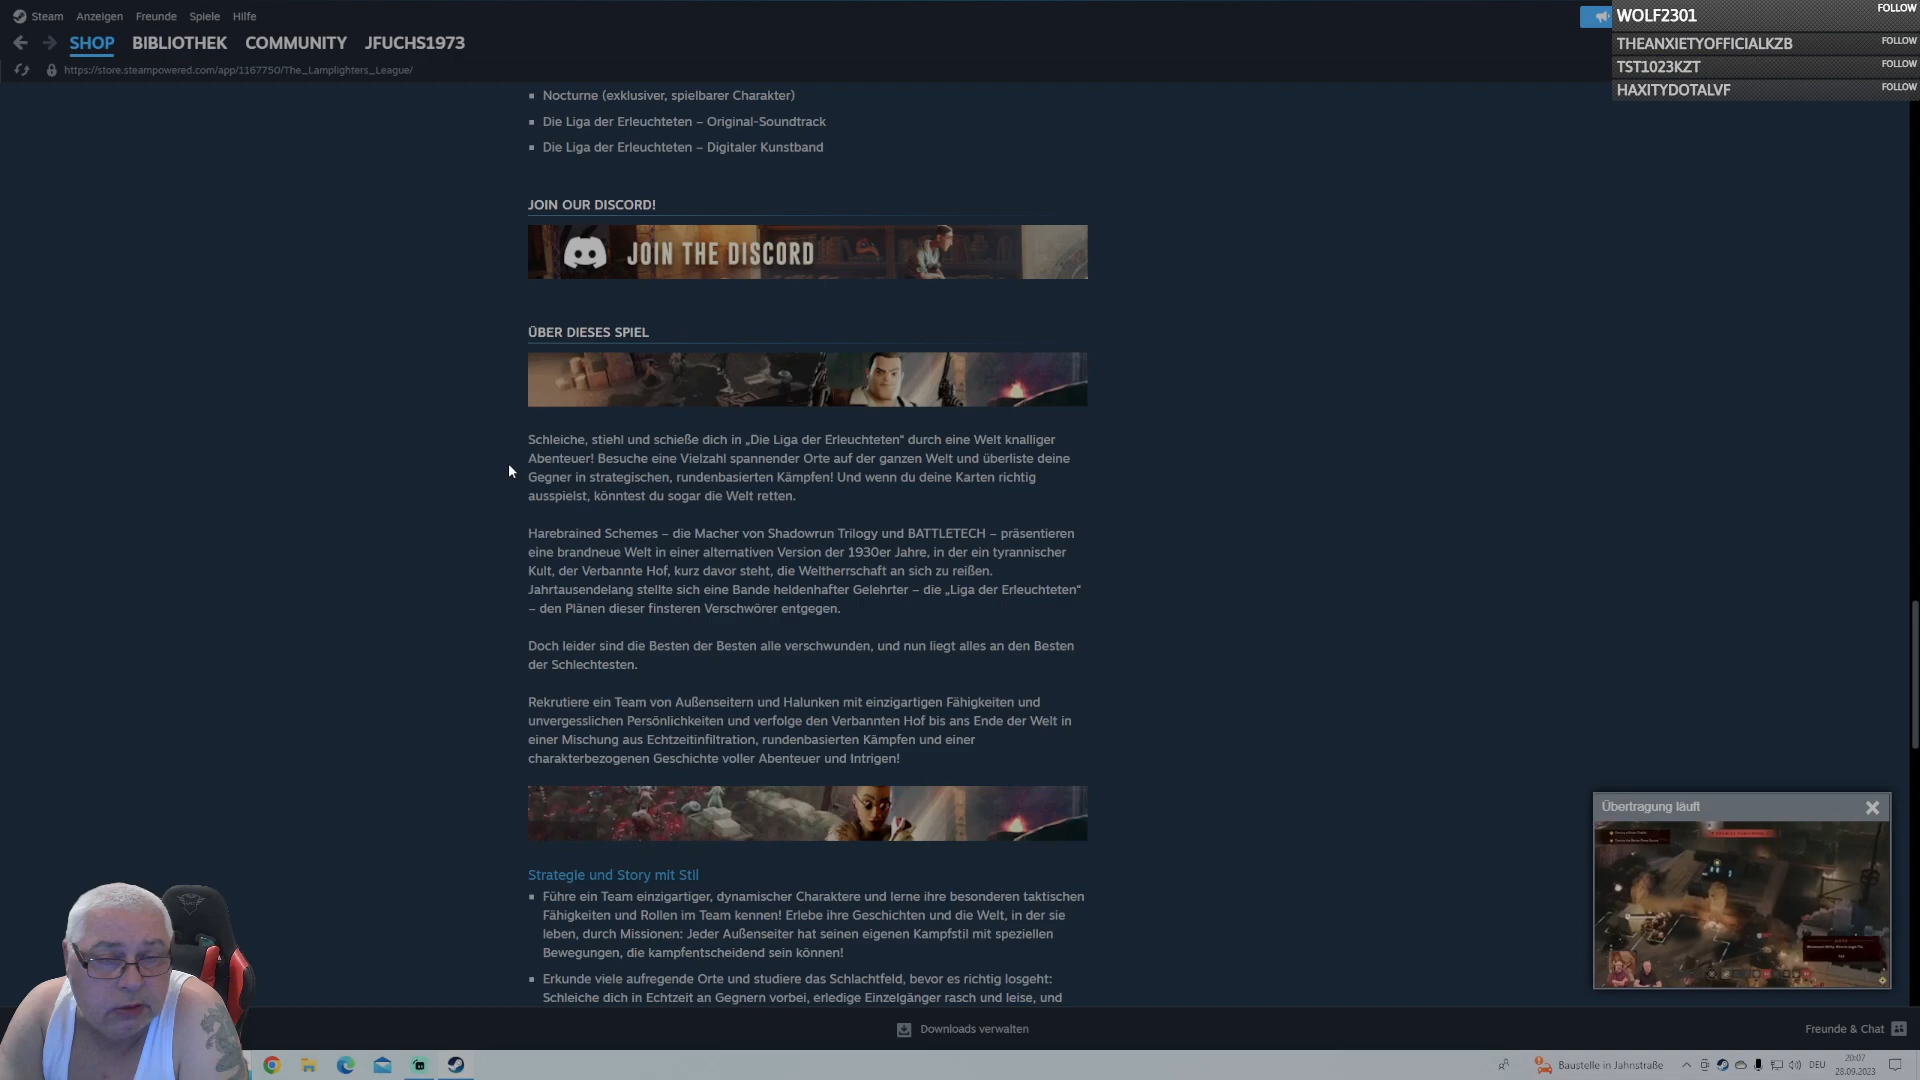 Steam Anzeigen Freunde Spiele Hilfe
SHOP BIBLIOTHEK COMMUNITY JFUCHS1973
https://store.steampowered.com/app/1167750/The_Lamplighters_League/
WOLF2301 FOLLOW
THEANXIETYOFFICIALKZB FOLLOW
TST1023KZT FOLLOW
HAXITYDOTALVF FOLLOW
Nocturne (exklusiver, spielbarer Charakter)
Die Liga der Erleuchteten – Original-Soundtrack
Die Liga der Erleuchteten – Digitaler Kunstband
JOIN OUR DISCORD!
JOIN THE DISCORD
ÜBER DIESES SPIEL
Schleiche, stiehl und schieße dich in „Die Liga der Erleuchteten“ durch eine Welt knalliger
Abenteuer! Besuche eine Vielzahl spannender Orte auf der ganzen Welt und überliste deine
Gegner in strategischen, rundenbasierten Kämpfen! Und wenn du deine Karten richtig
ausspielst, könntest du sogar die Welt retten.
Harebrained Schemes – die Macher von Shadowrun Trilogy und BATTLETECH – präsentieren
eine brandneue Welt in einer alternativen Version der 1930er Jahre, in der ein tyrannischer
Kult, der Verbannte Hof, kurz davor steht, die Weltherrschaft an sich zu reißen.
Jahrtausendelang stellte sich eine Bande heldenhafter Gelehrter – die „Liga der Erleuchteten“
– den Plänen dieser finsteren Verschwörer entgegen.
Doch leider sind die Besten der Besten alle verschwunden, und nun liegt alles an den Besten
der Schlechtesten.
Rekrutiere ein Team von Außenseitern und Halunken mit einzigartigen Fähigkeiten und
unvergesslichen Persönlichkeiten und verfolge den Verbannten Hof bis ans Ende der Welt in
einer Mischung aus Echtzeitinfiltration, rundenbasierten Kämpfen und einer
charakterbezogenen Geschichte voller Abenteuer und Intrigen!
Strategie und Story mit Stil
Führe ein Team einzigartiger, dynamischer Charaktere und lerne ihre besonderen taktischen
Fähigkeiten und Rollen im Team kennen! Erlebe ihre Geschichten und die Welt, in der sie
leben, durch Missionen: Jeder Außenseiter hat seinen eigenen Kampfstil mit speziellen
Bewegungen, die kampfentscheidend sein können!
Erkunde viele aufregende Orte und studiere das Schlachtfeld, bevor es richtig losgeht:
Schleiche dich in Echtzeit an Gegnern vorbei, erledige Einzelgänger rasch und leise, und
Übertragung läuft
Downloads verwalten
Freunde & Chat
Baustelle in Jahnstraße
DEU
20:07
28.09.2023